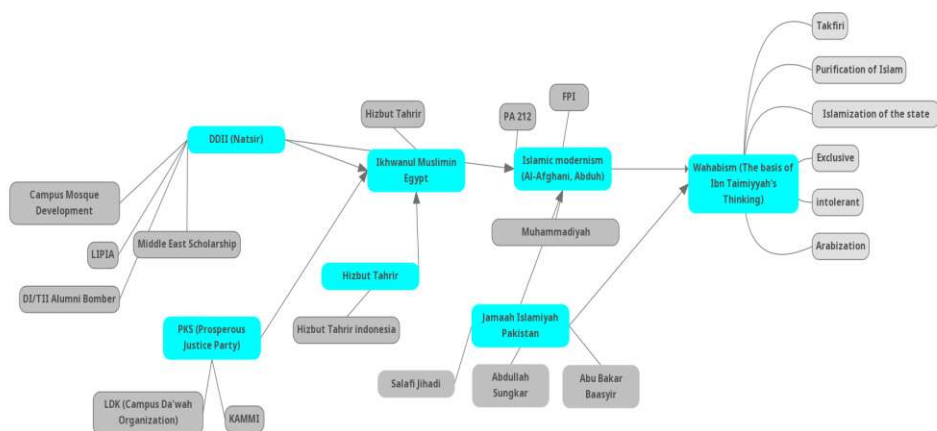 Takfiri
Purification of Islam
Islamization of the state
FPI
PA 212
Hizbut Tahrir
DDII (Natsir)
Ikhwanul Muslimin
Egypt
Islamic modernism
(Al-Afghani, Abduh)
Wahabism (The basis of
Ibn Taimiyyah's
Thinking)
Exclusive
intolerant
Arabization
Campus Mosque
Development
LIPIA
Middle East Scholarship
DI/TII Alumni Bomber
Muhammadiyah
Hizbut Tahrir
Hizbut Tahrir indonesia
PKS (Prosperous
Justice Party)
Jamaah Islamiyah
Pakistan
Salafi Jihadi
Abdullah
Sungkar
Abu Bakar
Baasyir
LDK (Campus Da'wah
Organization)
KAMMI